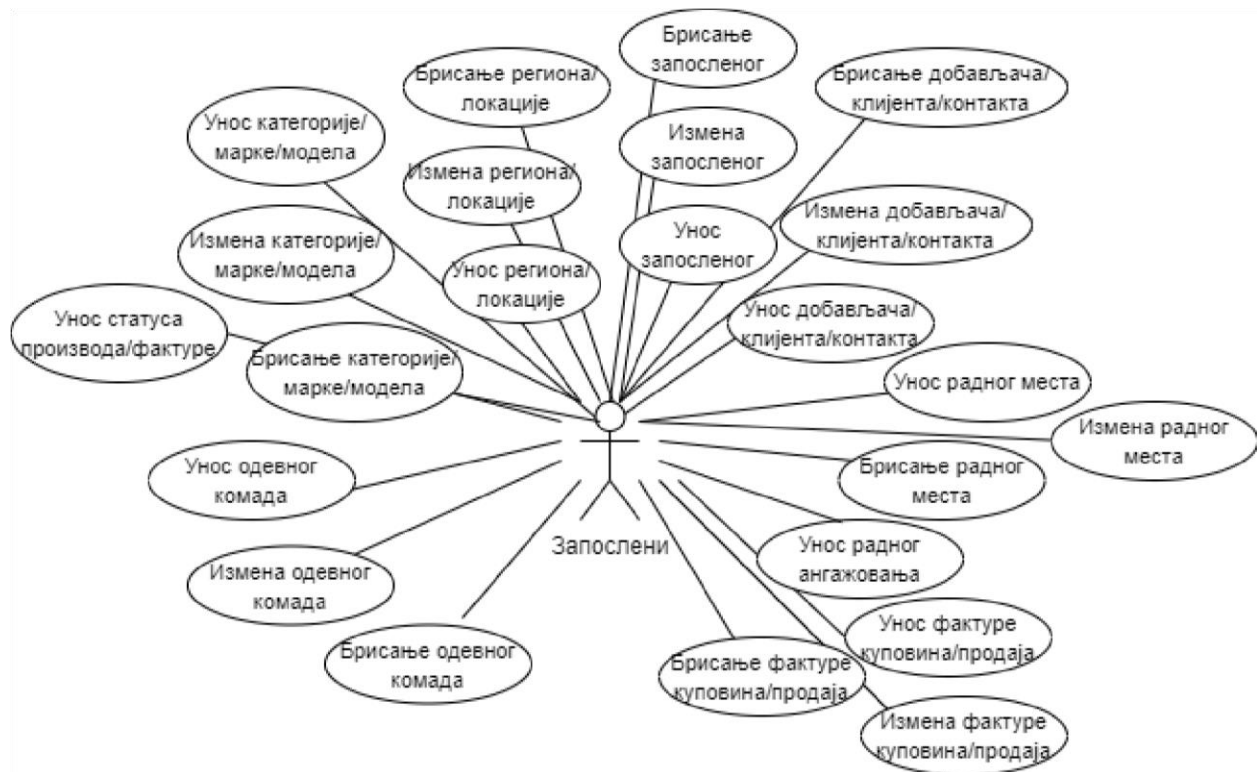 Брисање
запосленог
Брисање региона/
локације
Брисање добављача/
клијента/контакта
Унос категорије/
марке/модела
Измена
запосленог
Измена региона/
локације
Измена добављача/
клијента/контакта
Измена категорије/
марке/модела
Унос
запосленог
Унос региона/
локације
Унос статуса
производа/фактуре
Унос добављача/
клијента/контакта
Брисање категорије/
марке/модела
Унос радног места
Измена радног
места
Унос одевног
комада
Брисање радног
места
Запослени
Унос радног
ангажовања
Измена одевног
комада
Унос фактуре
куповина/продаја
Брисање одевног
комада
Брисање фактуре
куповина/продаја
Измена фактуре
куповина/продаја